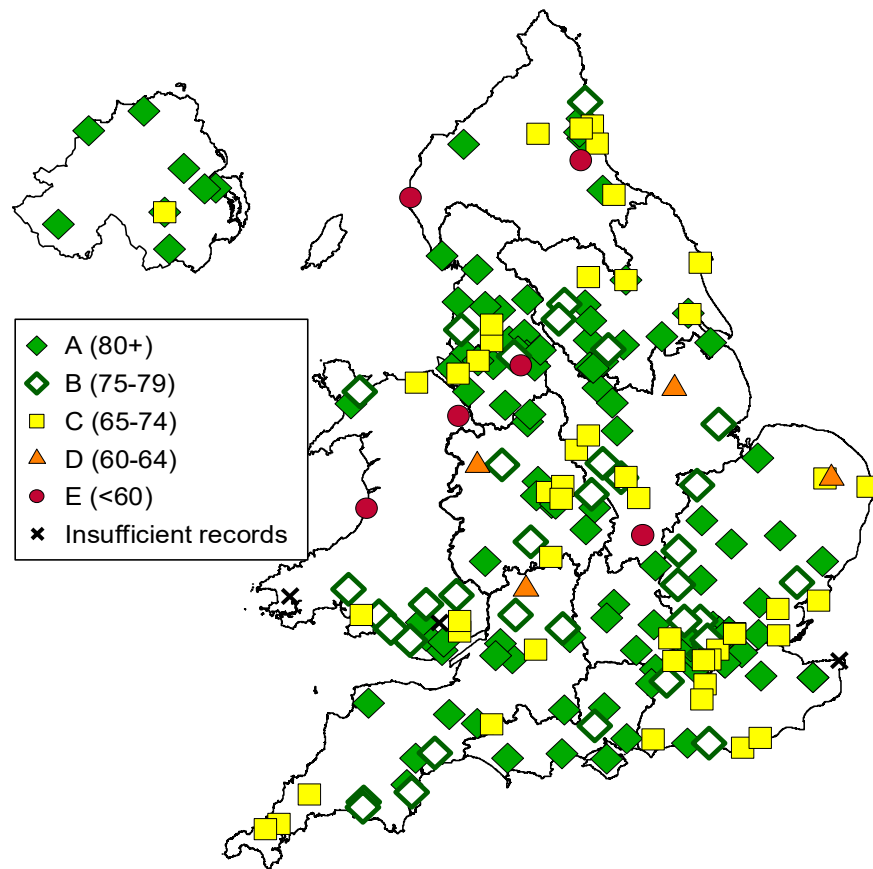 A (80+)
B (75-79)
C (65-74)
D (60-64)
E (<60)
Insufficient records